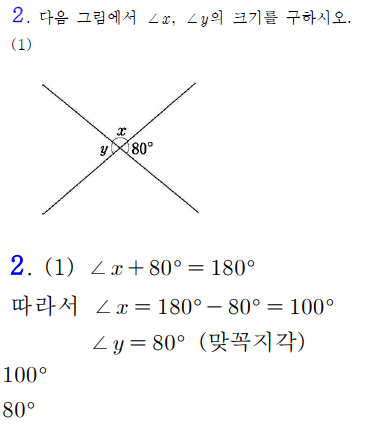 2. 다음 그림에서 ∠x, ∠y의 크기를 구하시오.
(1)
x
y 80°
2. (1) ∠x+80°=180°
따라서 ∠x=180°-80°=100°
∠y=80° (맞꼭지각)
100°
80°